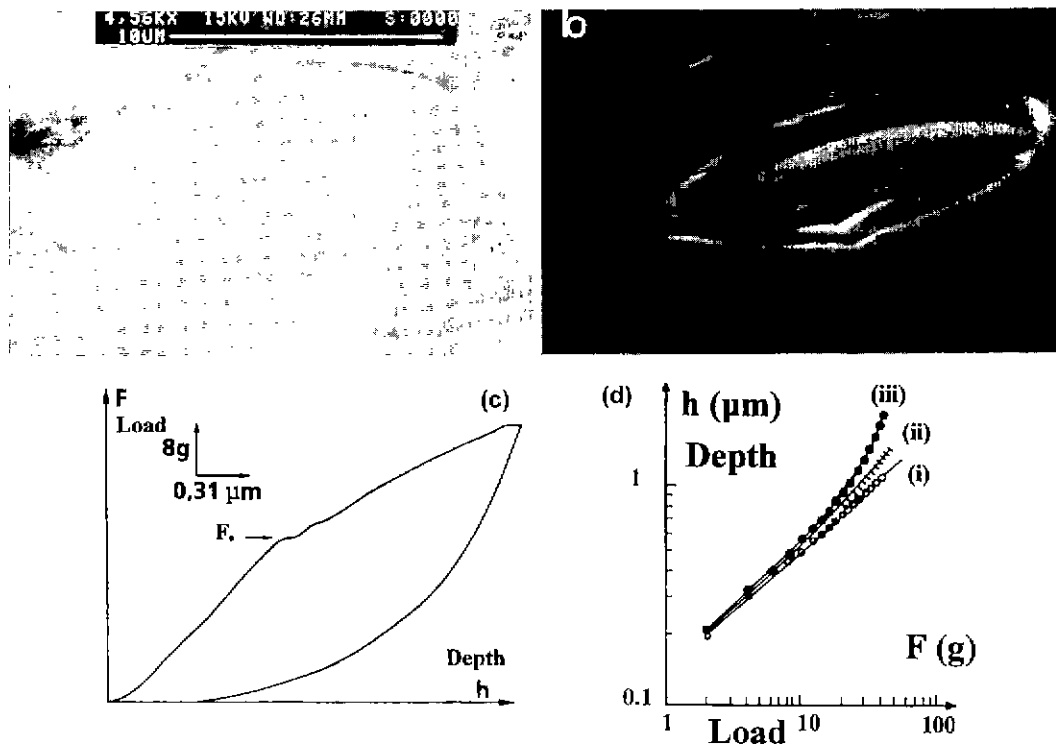 4,56KX 15KV WD:26MM S:0000
10UM
b
F
Load
8g
0,31 µm
F.
(c)
Depth
h
(d)
h (µm)
Depth
(iii)
(ii)
(i)
1
0.1
F (g)
1
10
100
Load